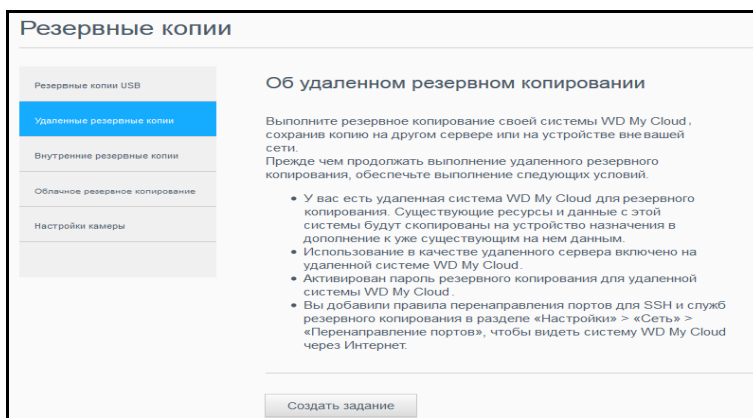 Резервные копии
Резервные копии USB
Удаленные резервные копии
Внутренние резервные копии
Облачное резервное копирование
Настройки камеры
Об удаленном резервном копировании
Выполните резервное копирование своей системы WD My Cloud,
сохранив копию на другом сервере или на устройстве вне вашей
сети.
Прежде чем продолжать выполнение удаленного резервного
копирования, обеспечьте выполнение следующих условий.
• У вас есть удаленная система WD My Cloud для резервного
копирования. Существующие ресурсы и данные с этой
системы будут скопированы на устройство назначения в
дополнение к уже существующим на нем данным.
• Использование в качестве удаленного сервера включено на
удаленной системе WD My Cloud.
• Активирован пароль резервного копирования для удаленной
системы WD My Cloud.
• Вы добавили правила перенаправления портов для SSH и служб
резервного копирования в разделе «Настройки» > «Сеть» >
«Перенаправление портов», чтобы видеть систему WD My Cloud
через Интернет.
Создать задание